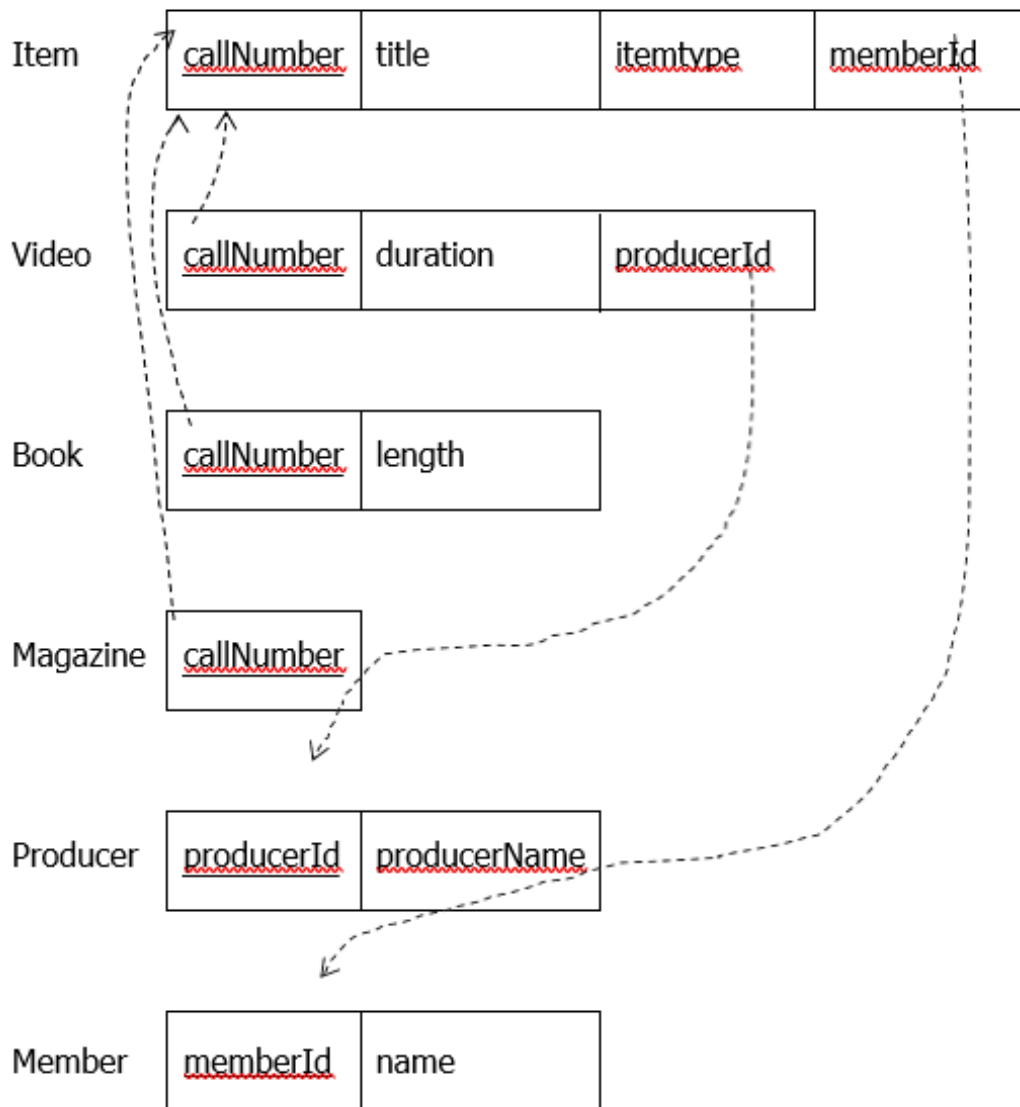 Item callNumber title itemtype memberId
Video callNumber duration producerId
Book callNumber length
Magazine callNumber
Producer producerId producerName
Member memberId name